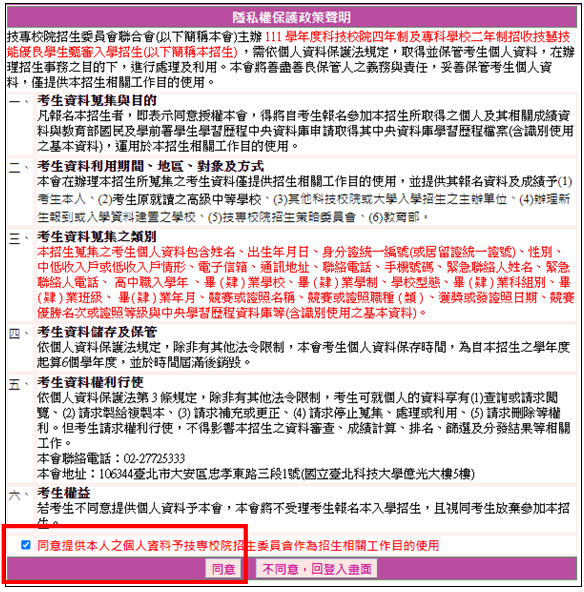 隱私權保護政策聲明
技專校院招生委員會聯合會(以下簡稱本會)主辦 111 學年度科技校院四年制及專科學校二年制招收技藝技
能優良學生甄審入學招生(以下簡稱本招生) ，需依個人資料保護法規定，取得並保管考生個人資料，在辦
理招生事務之目的下，進行處理及利用。本會將善盡善良保管人之義務與責任，妥善保管考生個人資
料，僅提供本招生相關工作目的使用。
一、 考生資料蒐集與目的
凡報名本招生者，即表示同意授權本會，得將自考生報名參加本招生所取得之個人及其相關成績資
料與教育部國民及學前署學生學習歷程中央資料庫申請取得其中央資料庫學習歷程檔案(含識別使用
之基本資料)，運用於本招生相關工作目的使用。
二、 考生資料利用期間、地區、對象及方式
本會在辦理本招生所蒐集之考生資料僅提供招生相關工作目的使用，並提供其報名資料及成績予(1)
考生本人、(2)考生原就讀之高級中等學校、(3)其他科技校院或大學入學招生之主辦單位、(4)辦理新
生報到或入學資料建置之學校、(5)技專校院招生策略委員會、(6)教育部。
三、 考生資料蒐集之類別
本招生蒐集之考生個人資料包含姓名、出生年月日、身分證統一編號(或居留證統一證號)、性別、
中低收入戶或低收入戶情形、電子信箱、通訊地址、聯絡電話、手機號碼、緊急聯絡人姓名、緊急
聯絡人電話、 高中職入學年、 畢 ( 肄 ) 業學校、 畢 ( 肄 ) 業學制、學校型態、 畢 ( 肄 ) 業科組別、 畢
( 肄 ) 業班級、 畢( 肄 ) 業年月、競賽或證照名稱、競賽或證照職種 ( 類 ) 、獲獎或發證照日期、競賽
優勝名次或證照等級與中央學習歷程資料庫等(含識別使用之基本資料)。
四、 考生資料儲存及保管
依個人資料保護法規定，除非有其他法令限制，本會考生個人資料保存時間，為自本招生之學年度
起算6個學年度，並於時間屆滿後銷毀。
五、 考生資料權利行使
依個人資料保護法第 3 條規定，除非有其他法令限制，考生可就個人的資料享有(1)查詢或請求閱
覽、(2) 請求製給複製本、(3) 請求補充或更正、(4) 請求停止蒐集、處理或利用、(5) 請求刪除等權
利。但考生請求權利行使，不得影響本招生之資料審查、成績計算、排名、篩選及分發結果等相關
工作。
本會聯絡電話：02-27725333
本會地址：106344臺北市大安區忠孝東路三段1號(國立臺北科技大學億光大樓5樓)
六、 考生權益
若考生不同意提供個人資料予本會，本會將不受理考生報名本入學招生，且視同考生放棄參加本招
生。
同意提供本人之個人資料予技專校院招生委員會作為招生相關工作目的使用
同意 不同意，回登入畫面